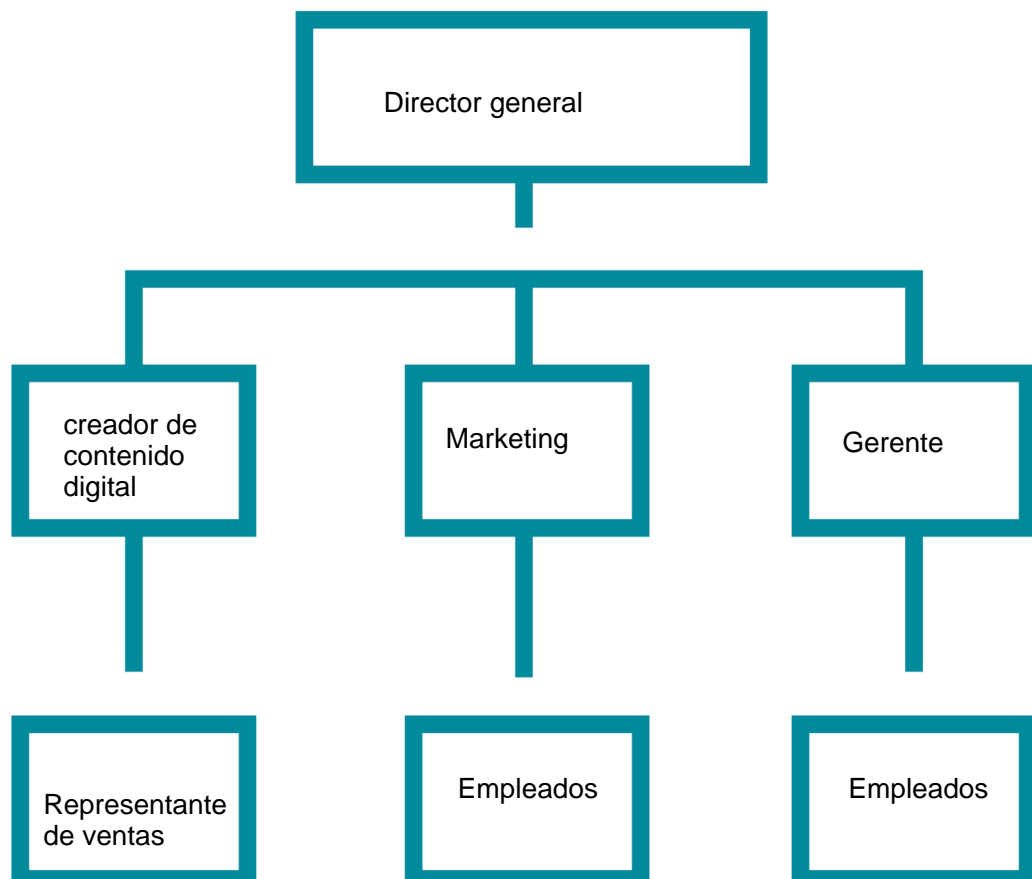 Director general
creador de
contenido
digital
Marketing
Gerente
Representante
de ventas
Empleados
Empleados